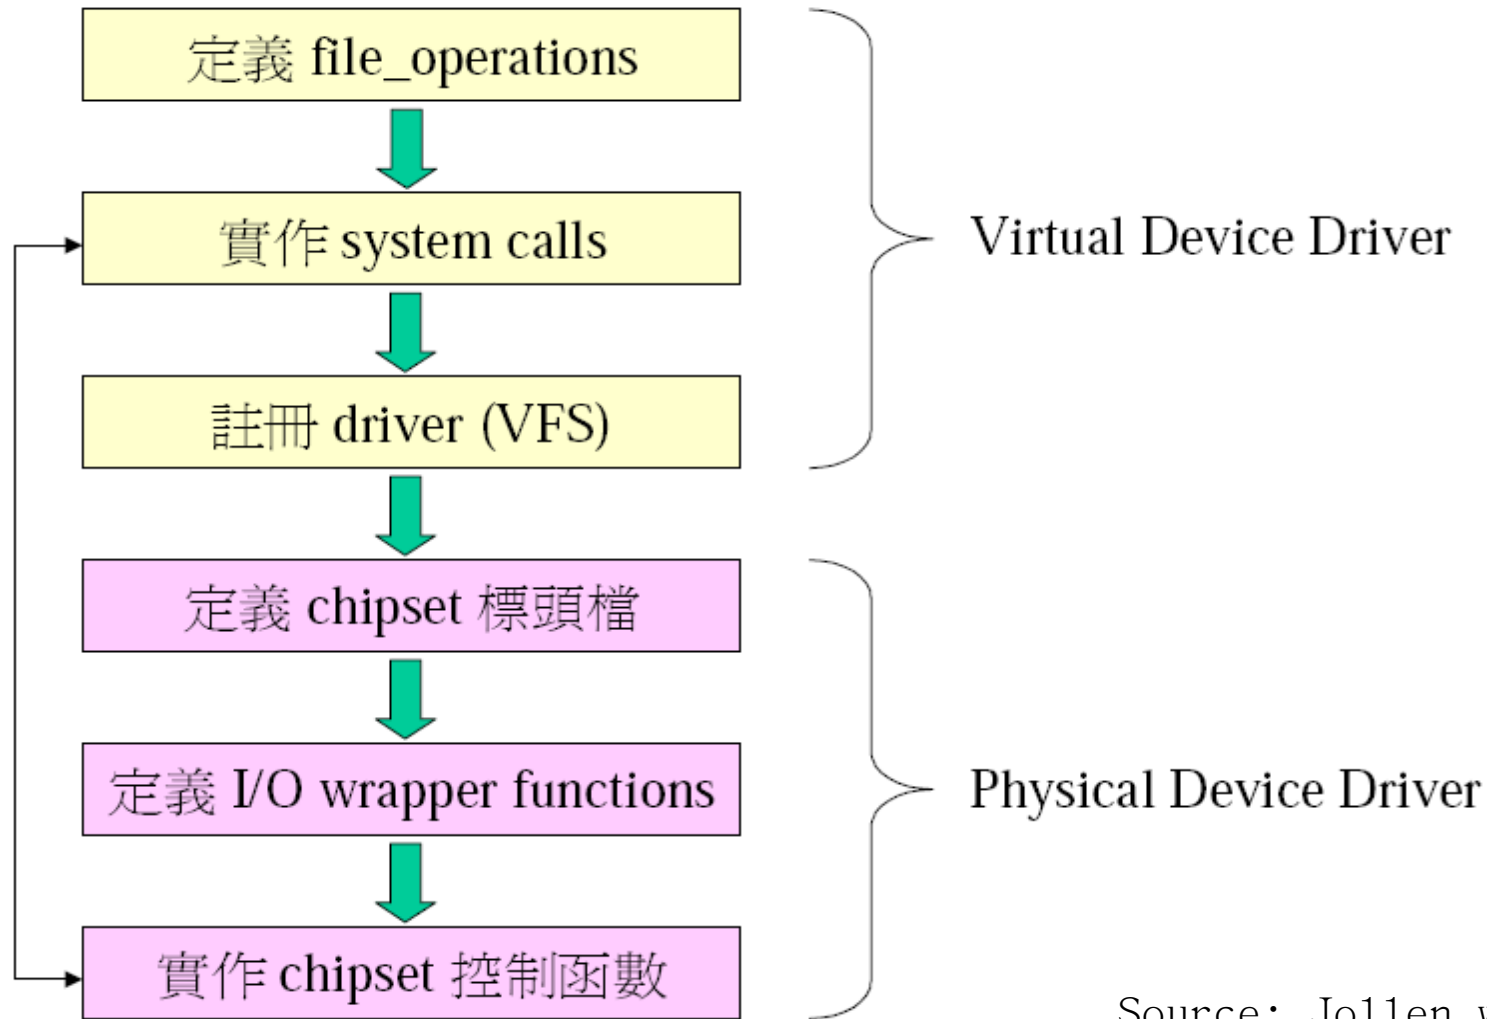 定義 file_operations
實作 system calls
Virtual Device Driver
註冊 driver (VFS)
定義 chipset 標頭檔
定義 I/O wrapper functions
Physical Device Driver
實作 chipset 控制函數
Source: Jollen